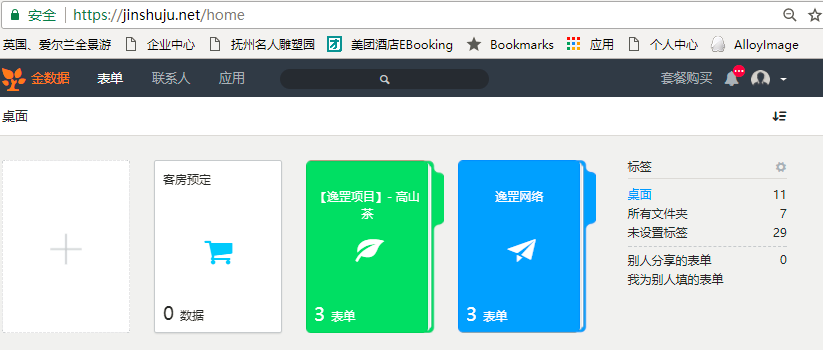 安全 https://jinshuju.net/home
英国、爱尔兰全景游 企业中心 抚州名人雕塑园 美团酒店EBooking Bookmarks 应用 个人中心 AlloyImage
金数据 表单 联系人 应用 套餐购买
桌面
客房预定
0 数据
【逸罡项目】- 高山
茶
3 表单
逸罡网络
3 表单
标签
桌面 11
所有文件夹 7
未设置标签 29
别人分享的表单 0
我为别人填的表单